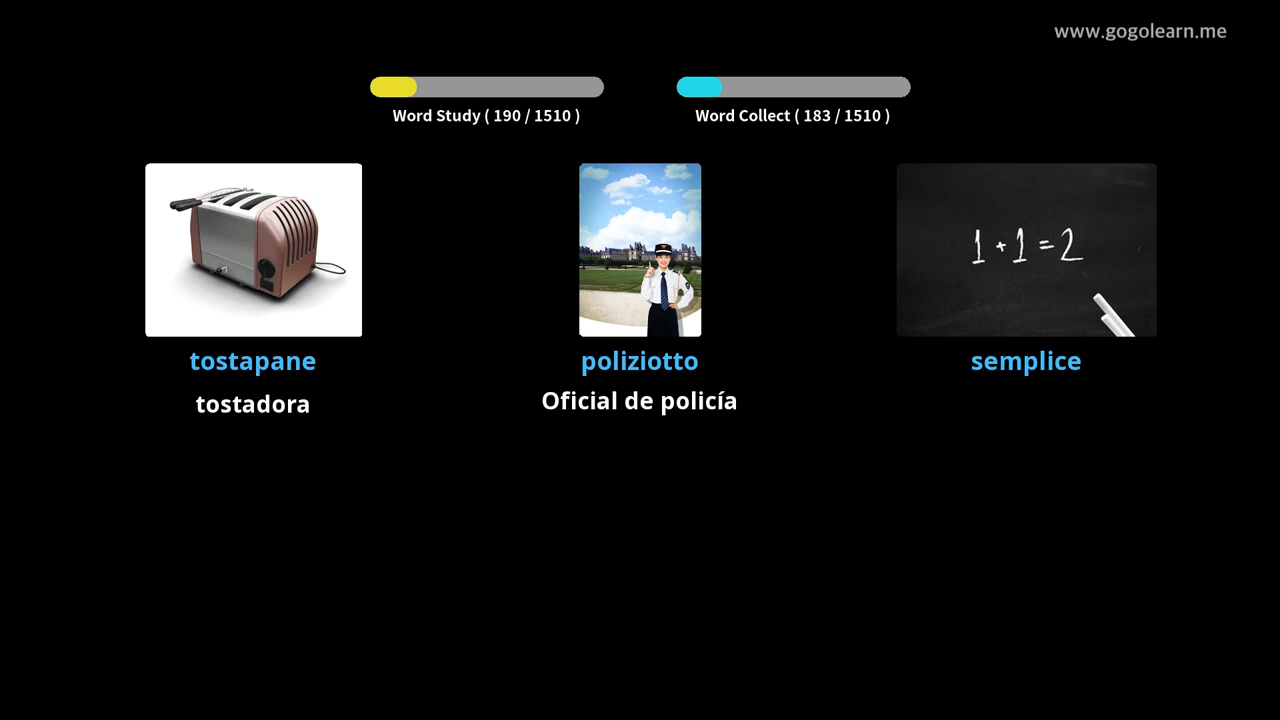 www.gogolearn.me
Word Study ( 190 / 1510 )
Word Collect ( 183 / 1510 )
1 + 1 = 2
tostapane
poliziotto
semplice
tostadora
Oficial de policía